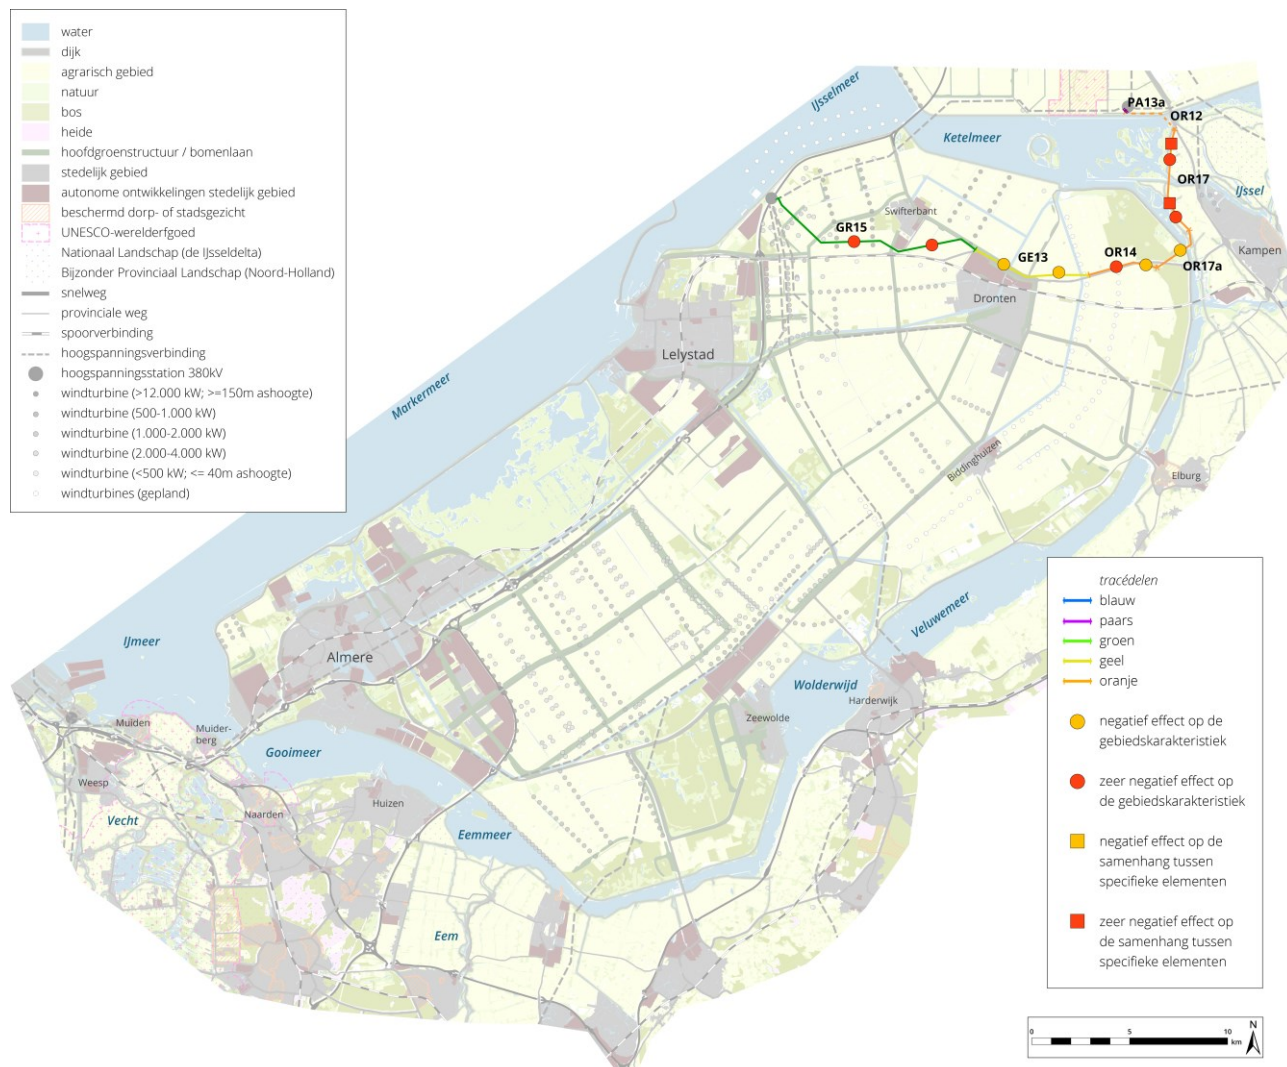 water
dijk
agrarisch gebied
natuur
bos
heide
hoofdgroenstructuur / bomenlaan
stedelijk gebied
autonome ontwikkelingen stedelijk gebied
beschermd dorp- of stadsgezicht
UNESCO-werelderfgoed
Nationaal Landschap (de IJsseldelta)
Bijzonder Provinciaal Landschap (Noord-Holland)
snelweg
provinciale weg
spoorverbinding
hoogspanningsverbinding
hoogspanningsstation 380kV
windturbine (>12.000 kW; >=150m ashoogte)
windturbine (500-1.000 kW)
windturbine (1.000-2.000 kW)
windturbine (2.000-4.000 kW)
windturbine (<500 kW; <= 40m ashoogte)
windturbines (gepland)
IJsselmeer
PA13a
OR12
Ketelmeer
OR17
IJssel
Swifterbant
GR15
Kampen
GE13
OR14
OR17a
Dronten
Lelystad
Markermeer
Biddinghuizen
Elburg
Veluwemeer
IJmeer
Almere
Wolderwijd
Harderwijk
Zeewolde
Muiden
Muider-
berg
Gooimeer
Weesp
Huizen
Naarden
Vecht
Eemmeer
Eem
tracédelen
blauw
paars
groen
geel
oranje
negatief effect op de
gebiedskarakteristiek
zeer negatief effect op
de gebiedskarakteristiek
negatief effect op de
samenhang tussen
specifieke elementen
zeer negatief effect op
de samenhang tussen
specifieke elementen
0 5 10
km
N